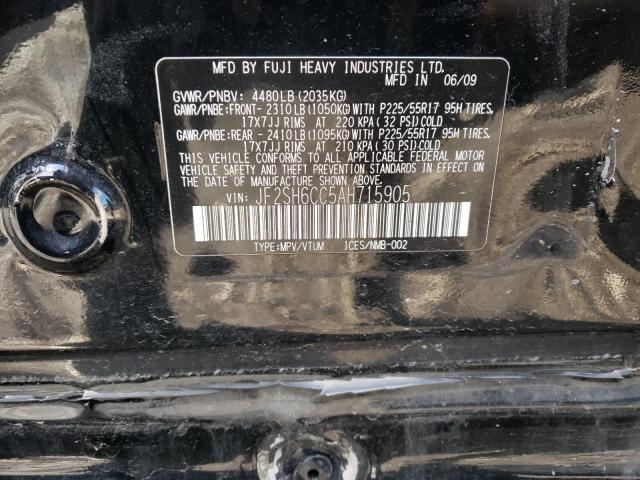 MFD BY FUJI HEAVY INDUSTRIES LTD.
MFD IN 06/09
GVWR/PNBV: 4480LB(2035KG)
GAWR/PNBE:FRONT-2310LB(1050KG)WITH P225/55R17 95H TIRES,
17X7JJ RIMS AT 220 KPA(32 PSI)COLD
GAWR/PNBE:REAR -2410LB(1095KG)WITH P225/55R17 95H TIRES,
17X7JJ RIMS AT 210 KPA(30 PSI)COLD
THIS VEHICLE CONFORMS TO ALL APPLICABLE FEDERAL MOTOR
VEHICLE SAFETY AND THEFT PREVENTION STANDARDS IN EFFECT ON
THE DATE OF MANUFACTURE SHOWN ABOVE
VIN: JF2SH6CC5AH715905
TYPE:MPV/VTUM ICES/NMB-002